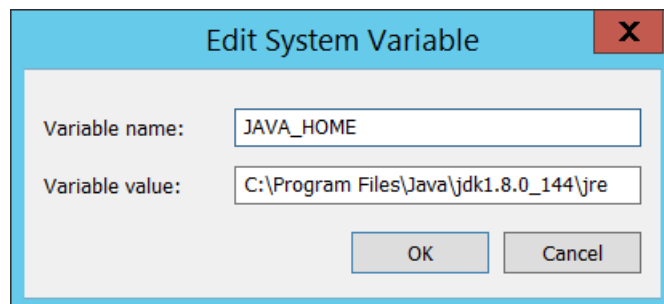 Edit System Variable
X
Variable name: JAVA_HOME
Variable value: C:\Program Files\Java\jdk1.8.0_144\jre
OK Cancel